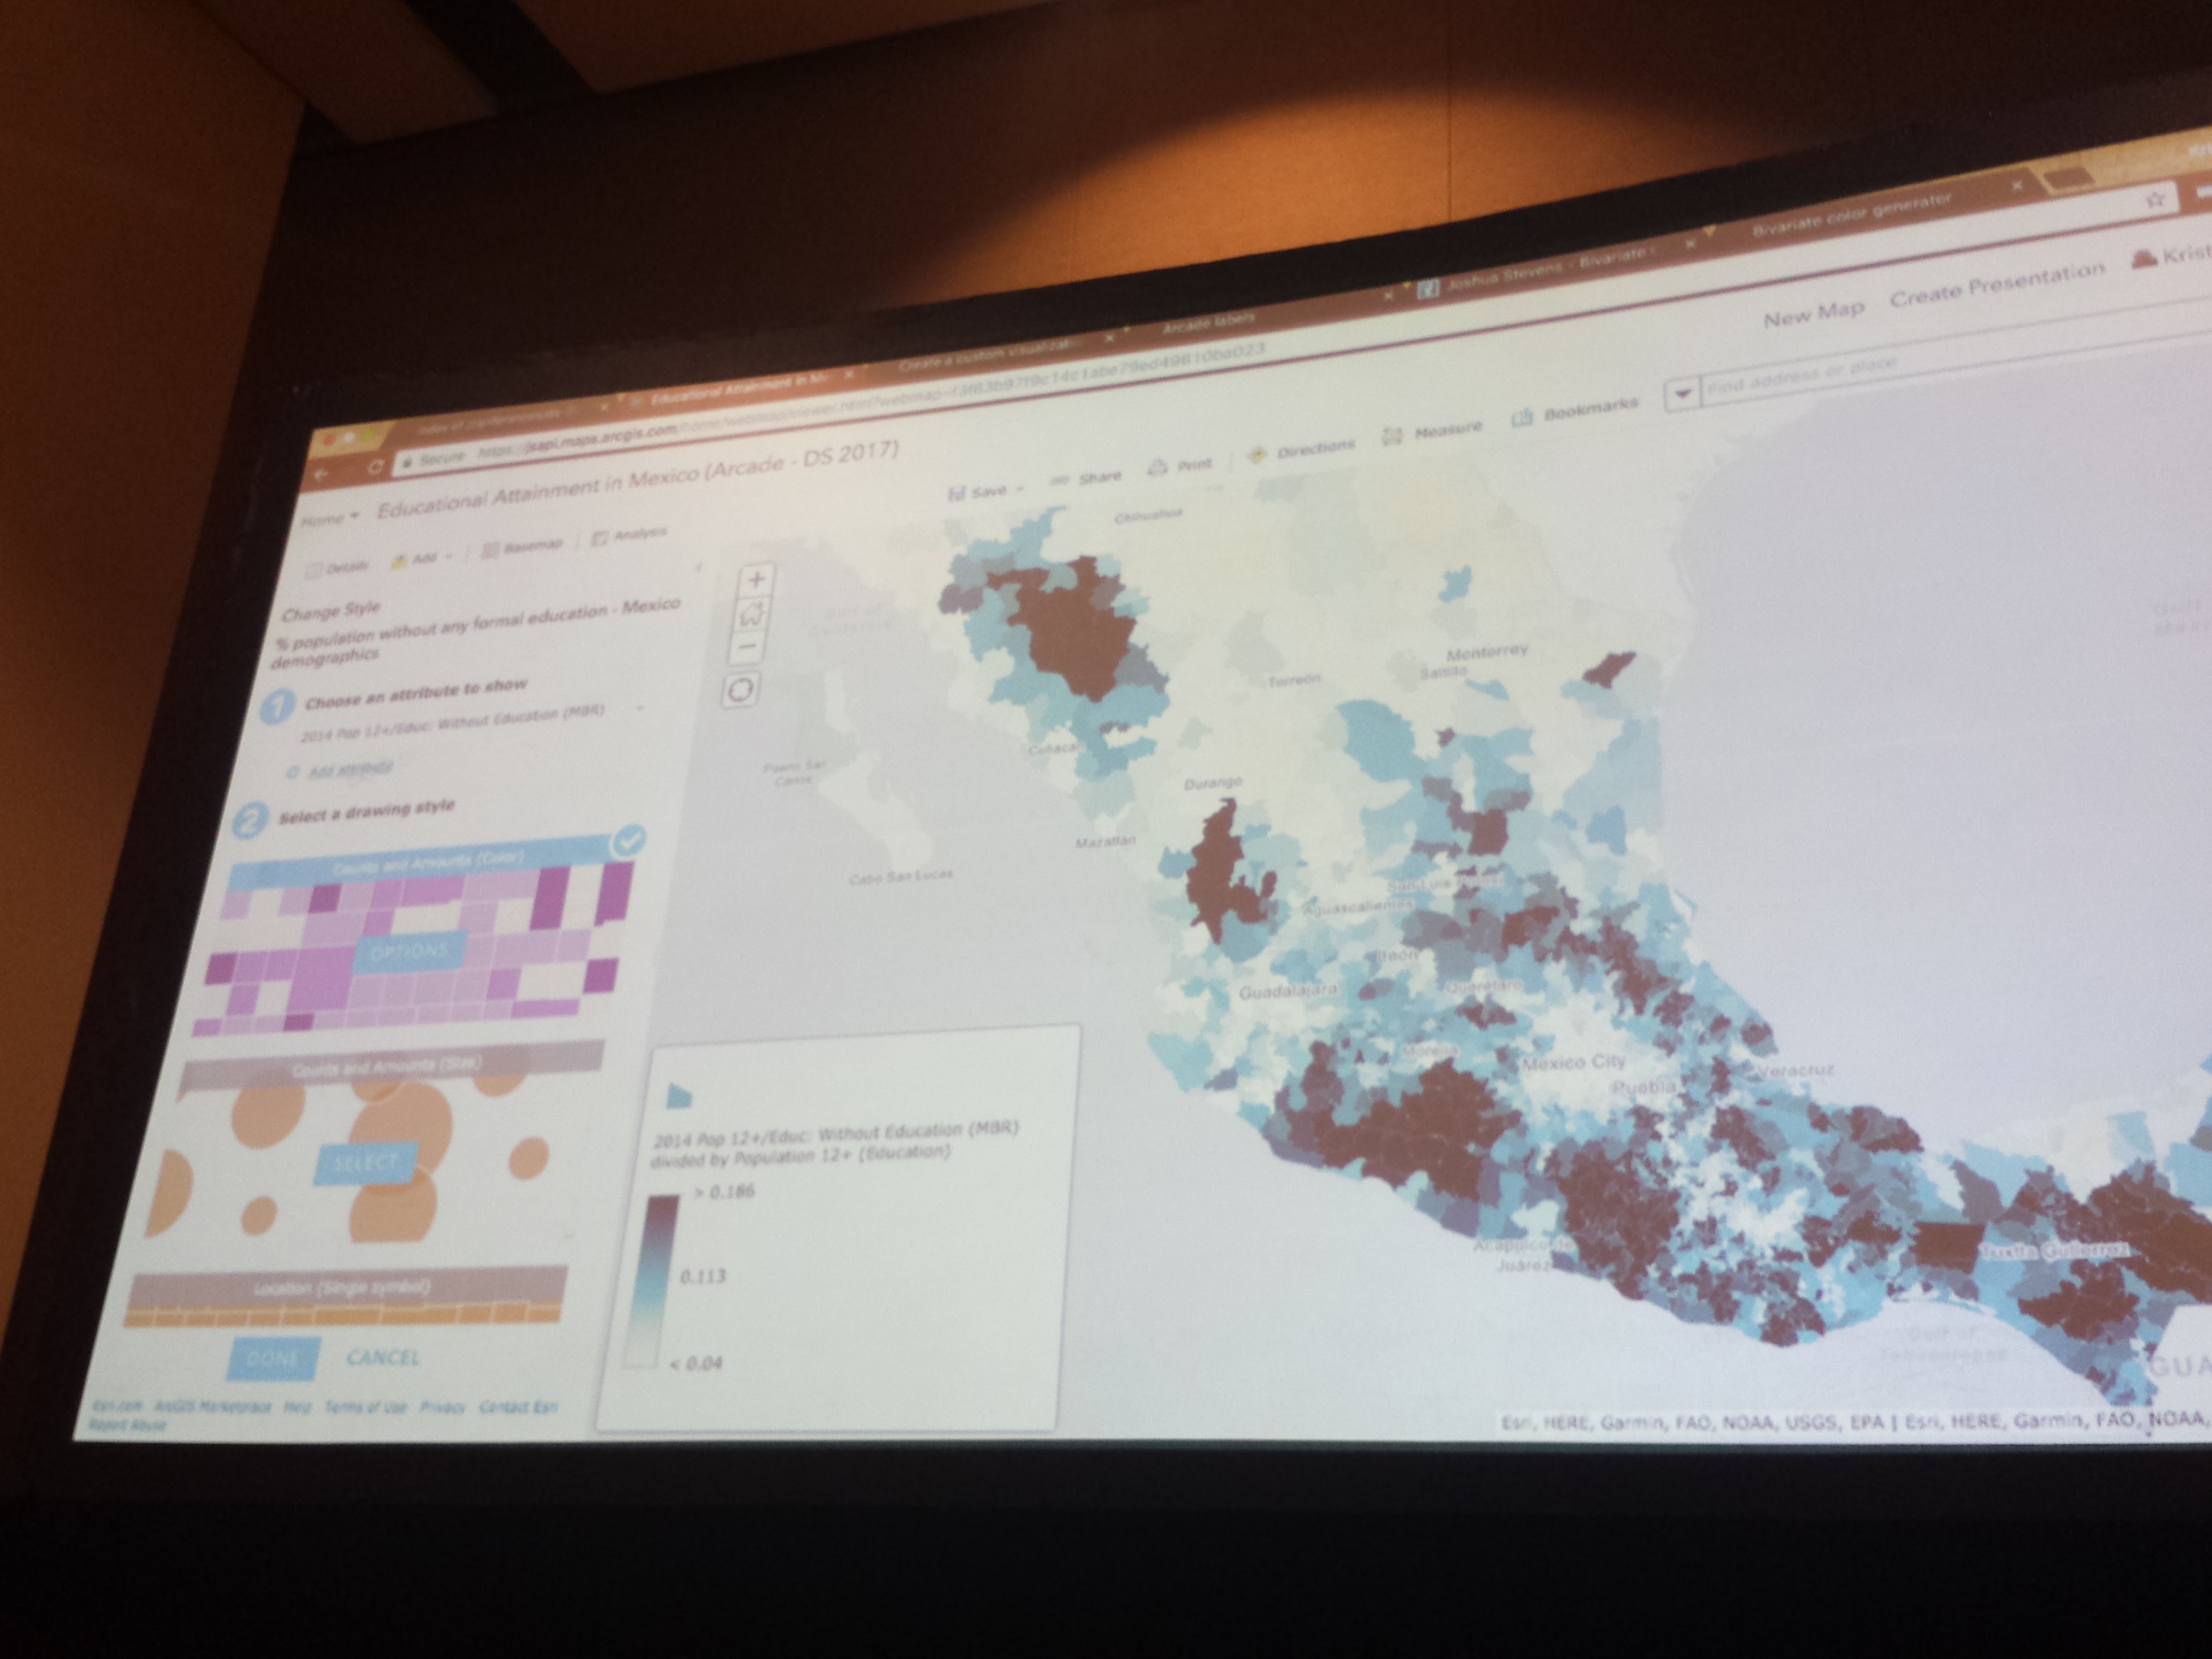 Educational Attainment in M
Create a custom visualizati
Arcade labels
Joshua Stevens - Bivariate
Bivariate color generator
Secure https://jsapi.maps.arcgis.com/home/webmap/viewer.html?webmap=
Home
Educational Attainment in Mexico (Arcade - DS 2017)
New Map
Create Presentation
Krist
Details
Add
Basemap
Analysis
Save
Share
Print
Directions
Measure
Bookmarks
Find address or place
Change Style
% population without any formal education - Mexico
demographics
1 Choose an attribute to show
2014 Pop 12+/Educ: Without Education (MBR)
Add attribute
2 Select a drawing style
Counts and Amounts (Color)
OPTIONS
Counts and Amounts (Size)
SELECT
Location (Single symbol)
DONE
CANCEL
Esri.com ArcGIS Marketplace Help Terms of Use Privacy Contact Esri
Report Abuse
+
−
2014 Pop 12+/Educ: Without Education (MBR)
divided by Population 12+ (Education)
> 0.186
0.113
< 0.04
Chihuahua
Gulf of
California
Monterrey
Saltillo
Torreón
Culiacán
Durango
Mazatlán
Cabo San Lucas
San Luis Potosí
Aguascalientes
León
Guadalajara
Querétaro
Morelia
Mexico City
Puebla
Veracruz
Acapulco de
Juárez
Tuxtla Gutiérrez
Gulf of
Tehuantepec
GUA
Esri, HERE, Garmin, FAO, NOAA, USGS, EPA | Esri, HERE, Garmin, FAO, NOAA,